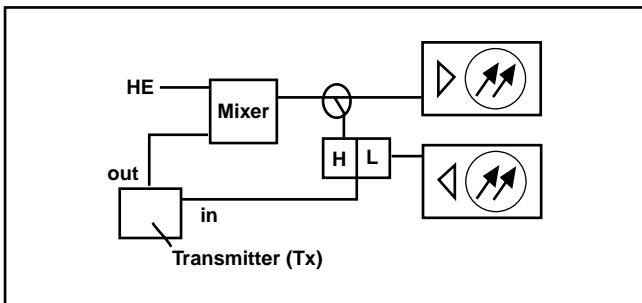 HE
Mixer
H L
out
in
Transmitter (Tx)